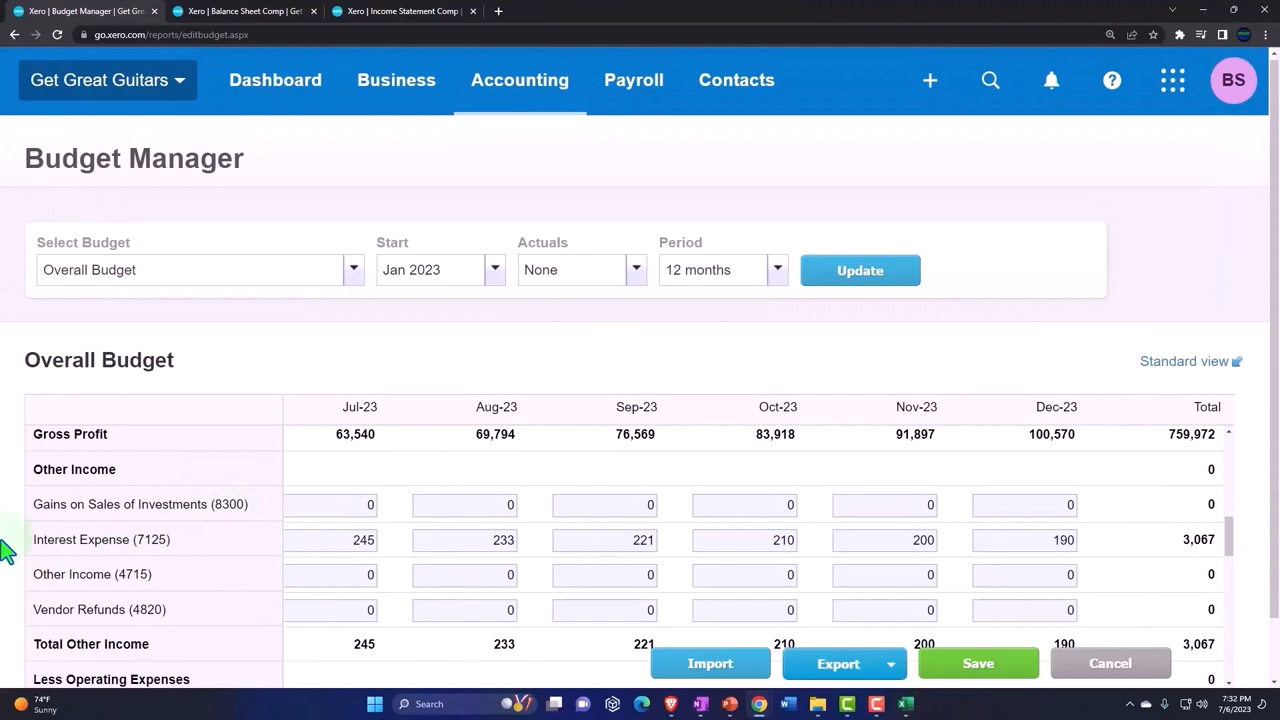 Xero | Budget Manager | Get Gre
Xero | Balance Sheet Comp | Get
Xero | Income Statement Comp |
go.xero.com/reports/editbudget.aspx
Get Great Guitars Dashboard Business Accounting Payroll Contacts BS
Budget Manager
Select Budget Start Actuals Period
Overall Budget Jan 2023 None 12 months Update
Overall Budget Standard view
Jul-23 Aug-23 Sep-23 Oct-23 Nov-23 Dec-23 Total
Gross Profit 63,540 69,794 76,569 83,918 91,897 100,570 759,972
Other Income 0
Gains on Sales of Investments (8300) 0 0 0 0 0 0 0
Interest Expense (7125) 245 233 221 210 200 190 3,067
Other Income (4715) 0 0 0 0 0 0 0
Vendor Refunds (4820) 0 0 0 0 0 0 0
Total Other Income 245 233 221 210 200 190 3,067
Import Export Save Cancel
Less Operating Expenses 0
74°F
Sunny
Search
7:32 PM
7/6/2023